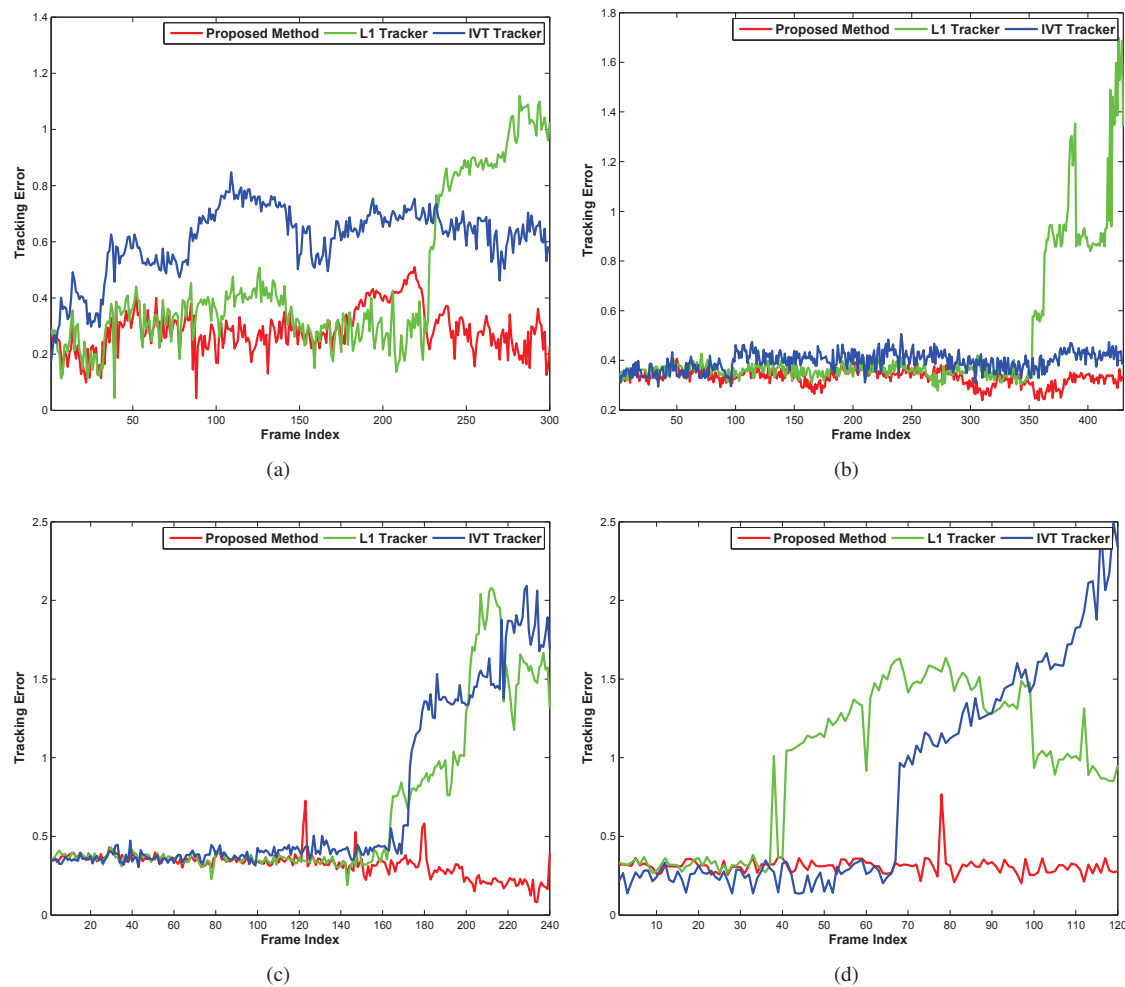 Proposed Method L1 Tracker IVT Tracker
1.4
1.2
1
0.8
0.6
0.4
0.2
0
Tracking Error
50 100 150 200 250 300
Frame Index
(a)
Proposed Method L1 Tracker IVT Tracker
1.8
1.6
1.4
1.2
1
0.8
0.6
0.4
0.2
Tracking Error
50 100 150 200 250 300 350 400
Frame Index
(b)
Proposed Method L1 Tracker IVT Tracker
2.5
2
1.5
1
0.5
0
Tracking Error
20 40 60 80 100 120 140 160 180 200 220 240
Frame Index
(c)
Proposed Method L1 Tracker IVT Tracker
2.5
2
1.5
1
0.5
0
Tracking Error
10 20 30 40 50 60 70 80 90 100 110 120
Frame Index
(d)